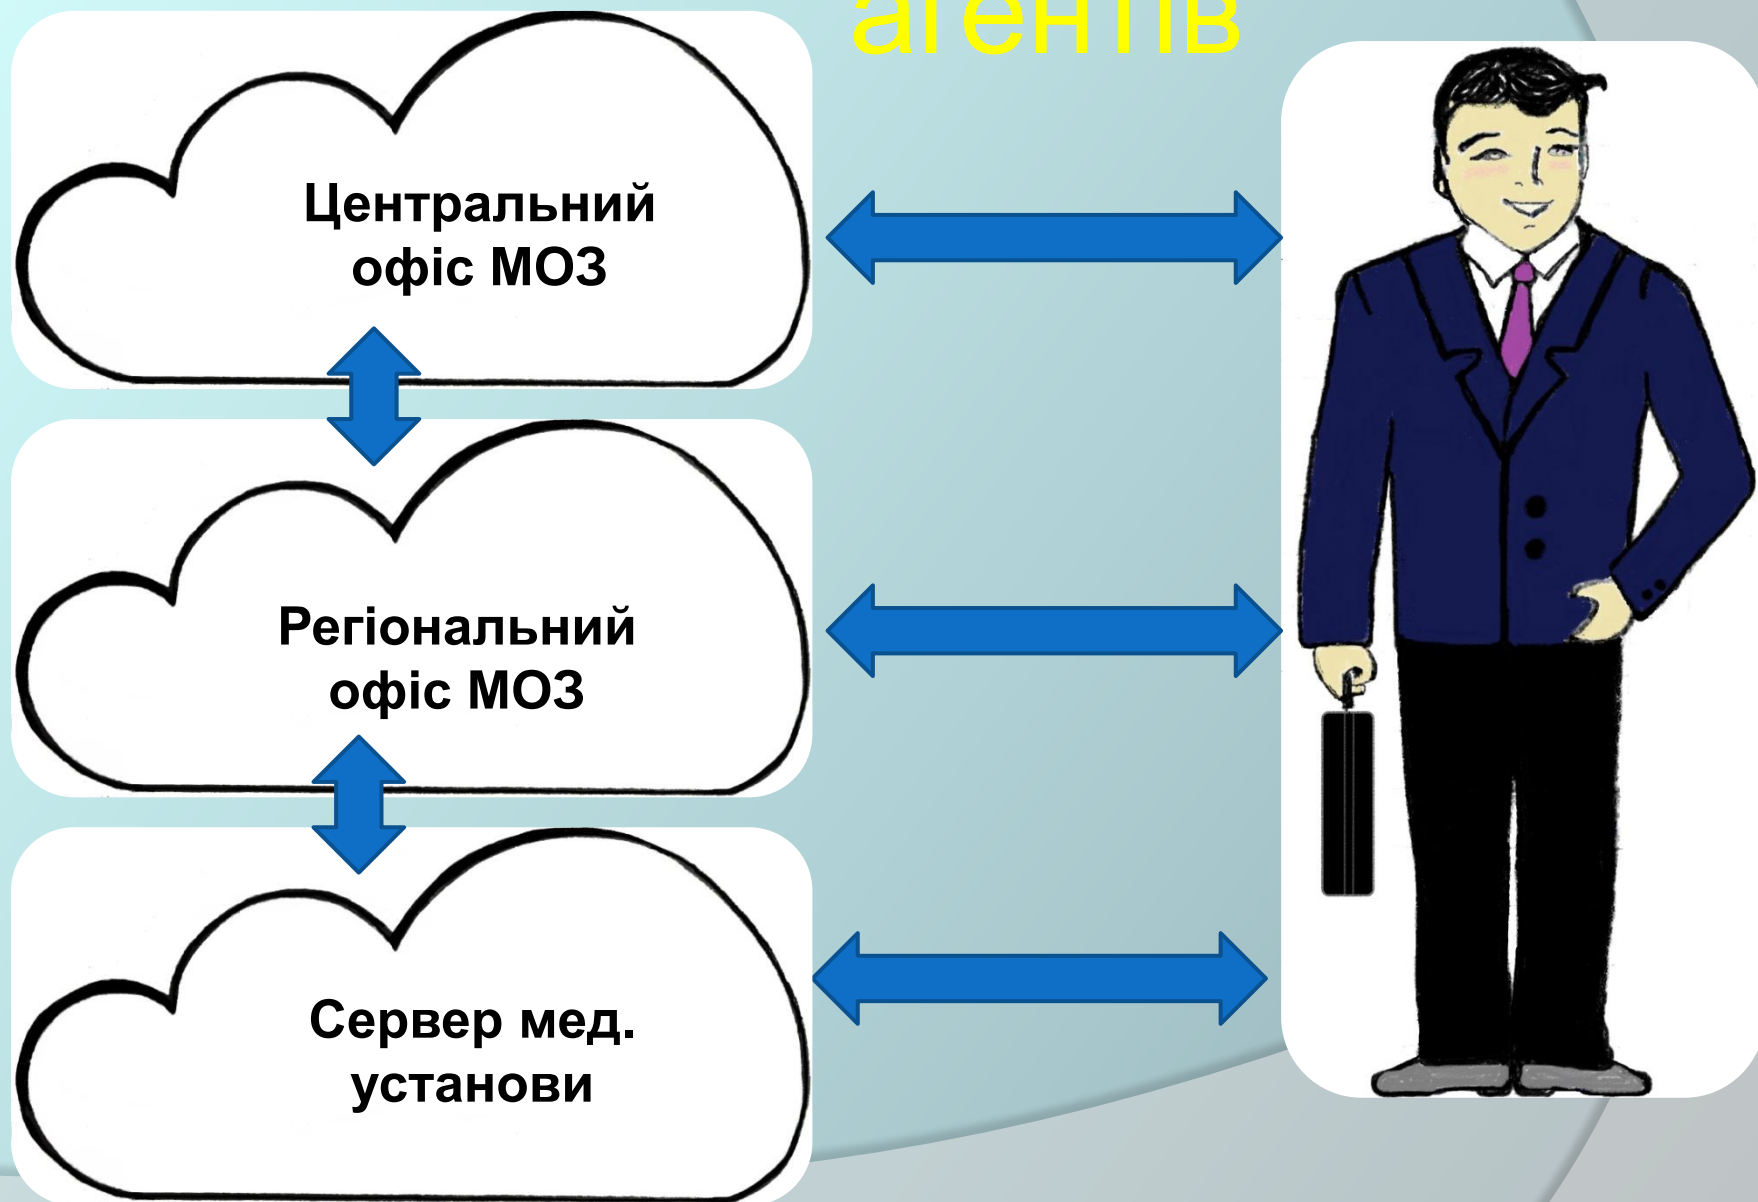 агентів
Центральний
офіс МОЗ
Регіональний
офіс МОЗ
Сервер мед.
установи